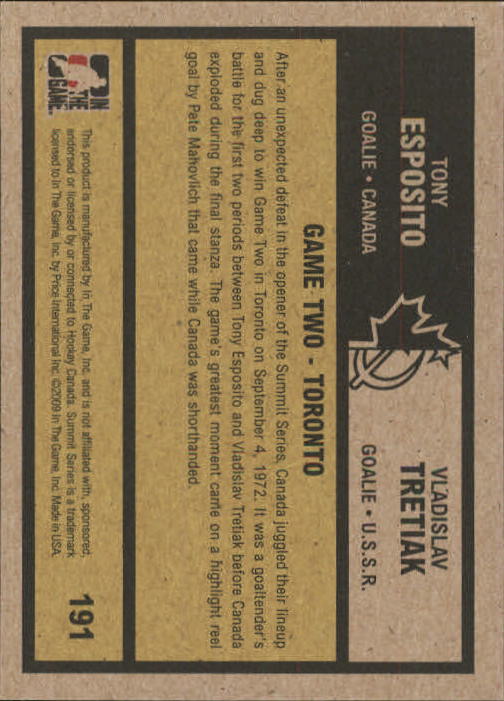 TONY
ESPOSITO
GOALIE • CANADA
VLADISLAV
TRETIAK
GOALIE • U.S.S.R.
GAME TWO - TORONTO
After an unexpected defeat in the opener of the Summit Series, Canada juggled their lineup
and dug deep to win Game Two in Toronto on September 4, 1972. It was a goaltender's
battle for the first two periods between Tony Esposito and Vladislav Tretiak before Canada
exploded during the final stanza. The game's greatest moment came on a highlight reel
goal by Pete Mahovlich that came while Canada was shorthanded.
IN
THE
GAME
This product is manufactured by In The Game, Inc. and is not affiliated with, sponsored,
endorsed or licensed by or connected to Hockey Canada. Summit Series is a trademark
licensed to In The Game, Inc. by Price International Inc. ©2009 In The Game, Inc. Made in USA.
191